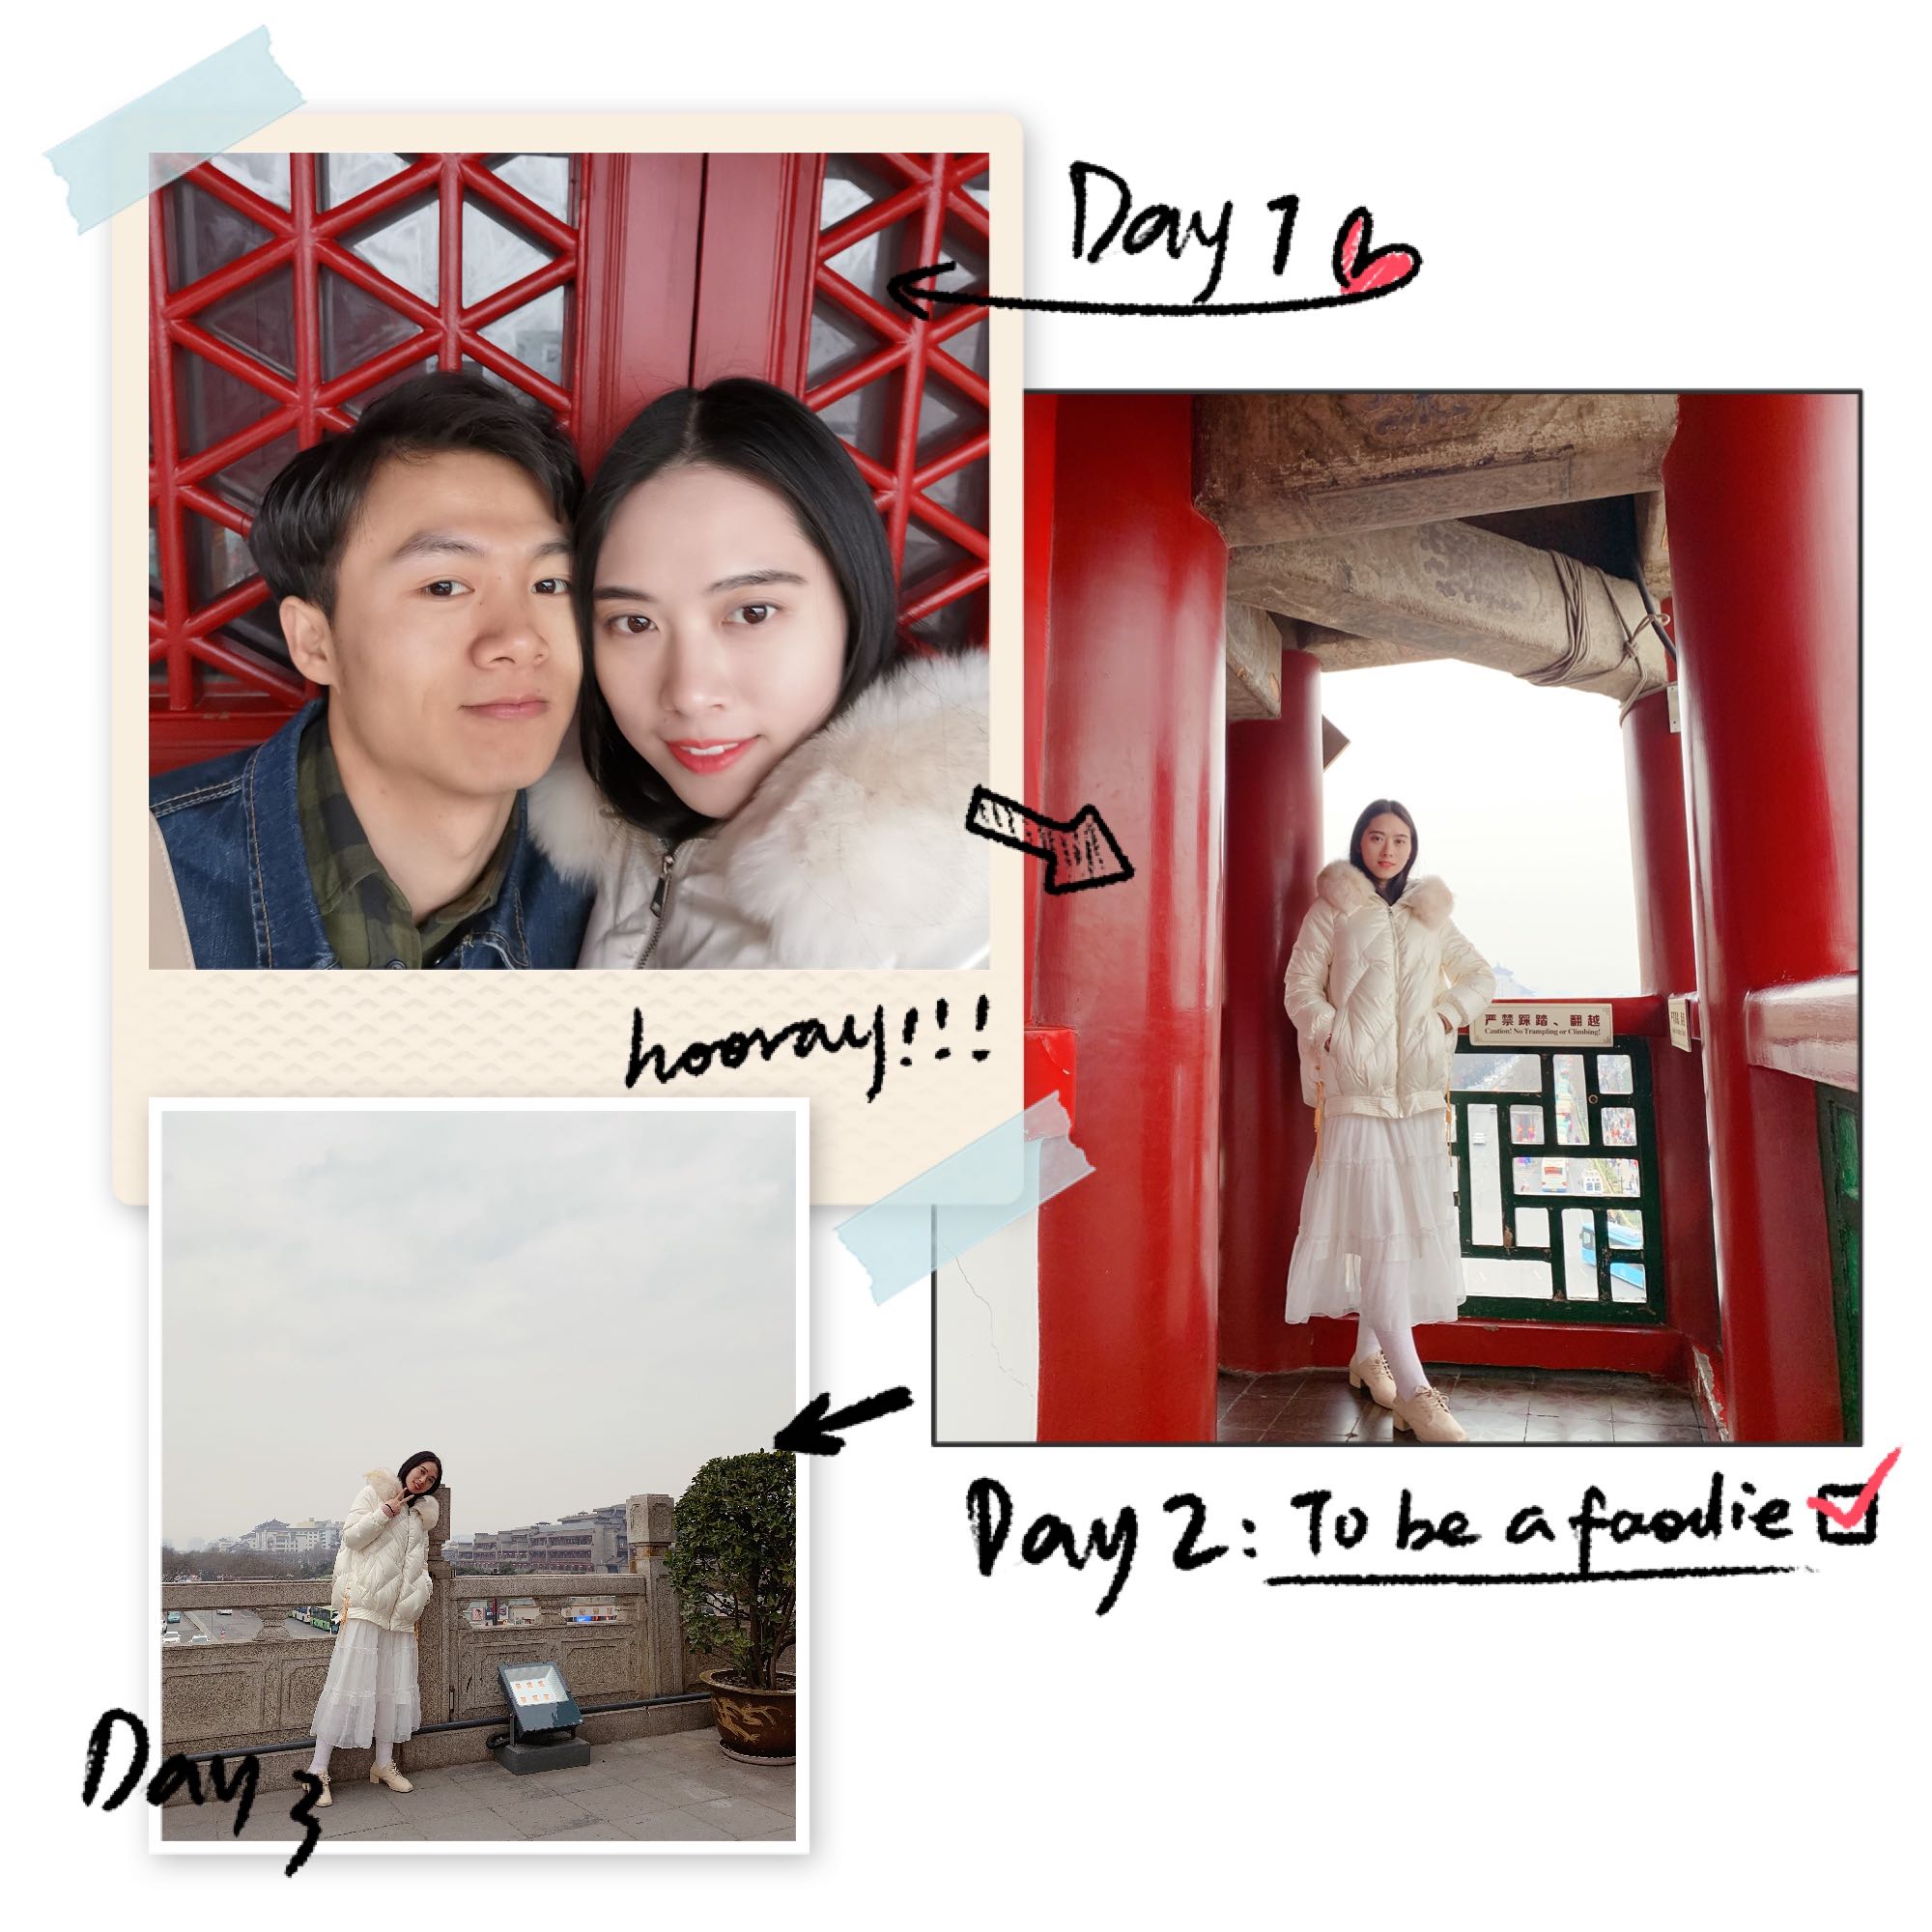 Day 1
hooray!!!
严禁踩踏、翻越
Caution! No Trampling or Climbing!
Day 2: To be a foodie
Day 3